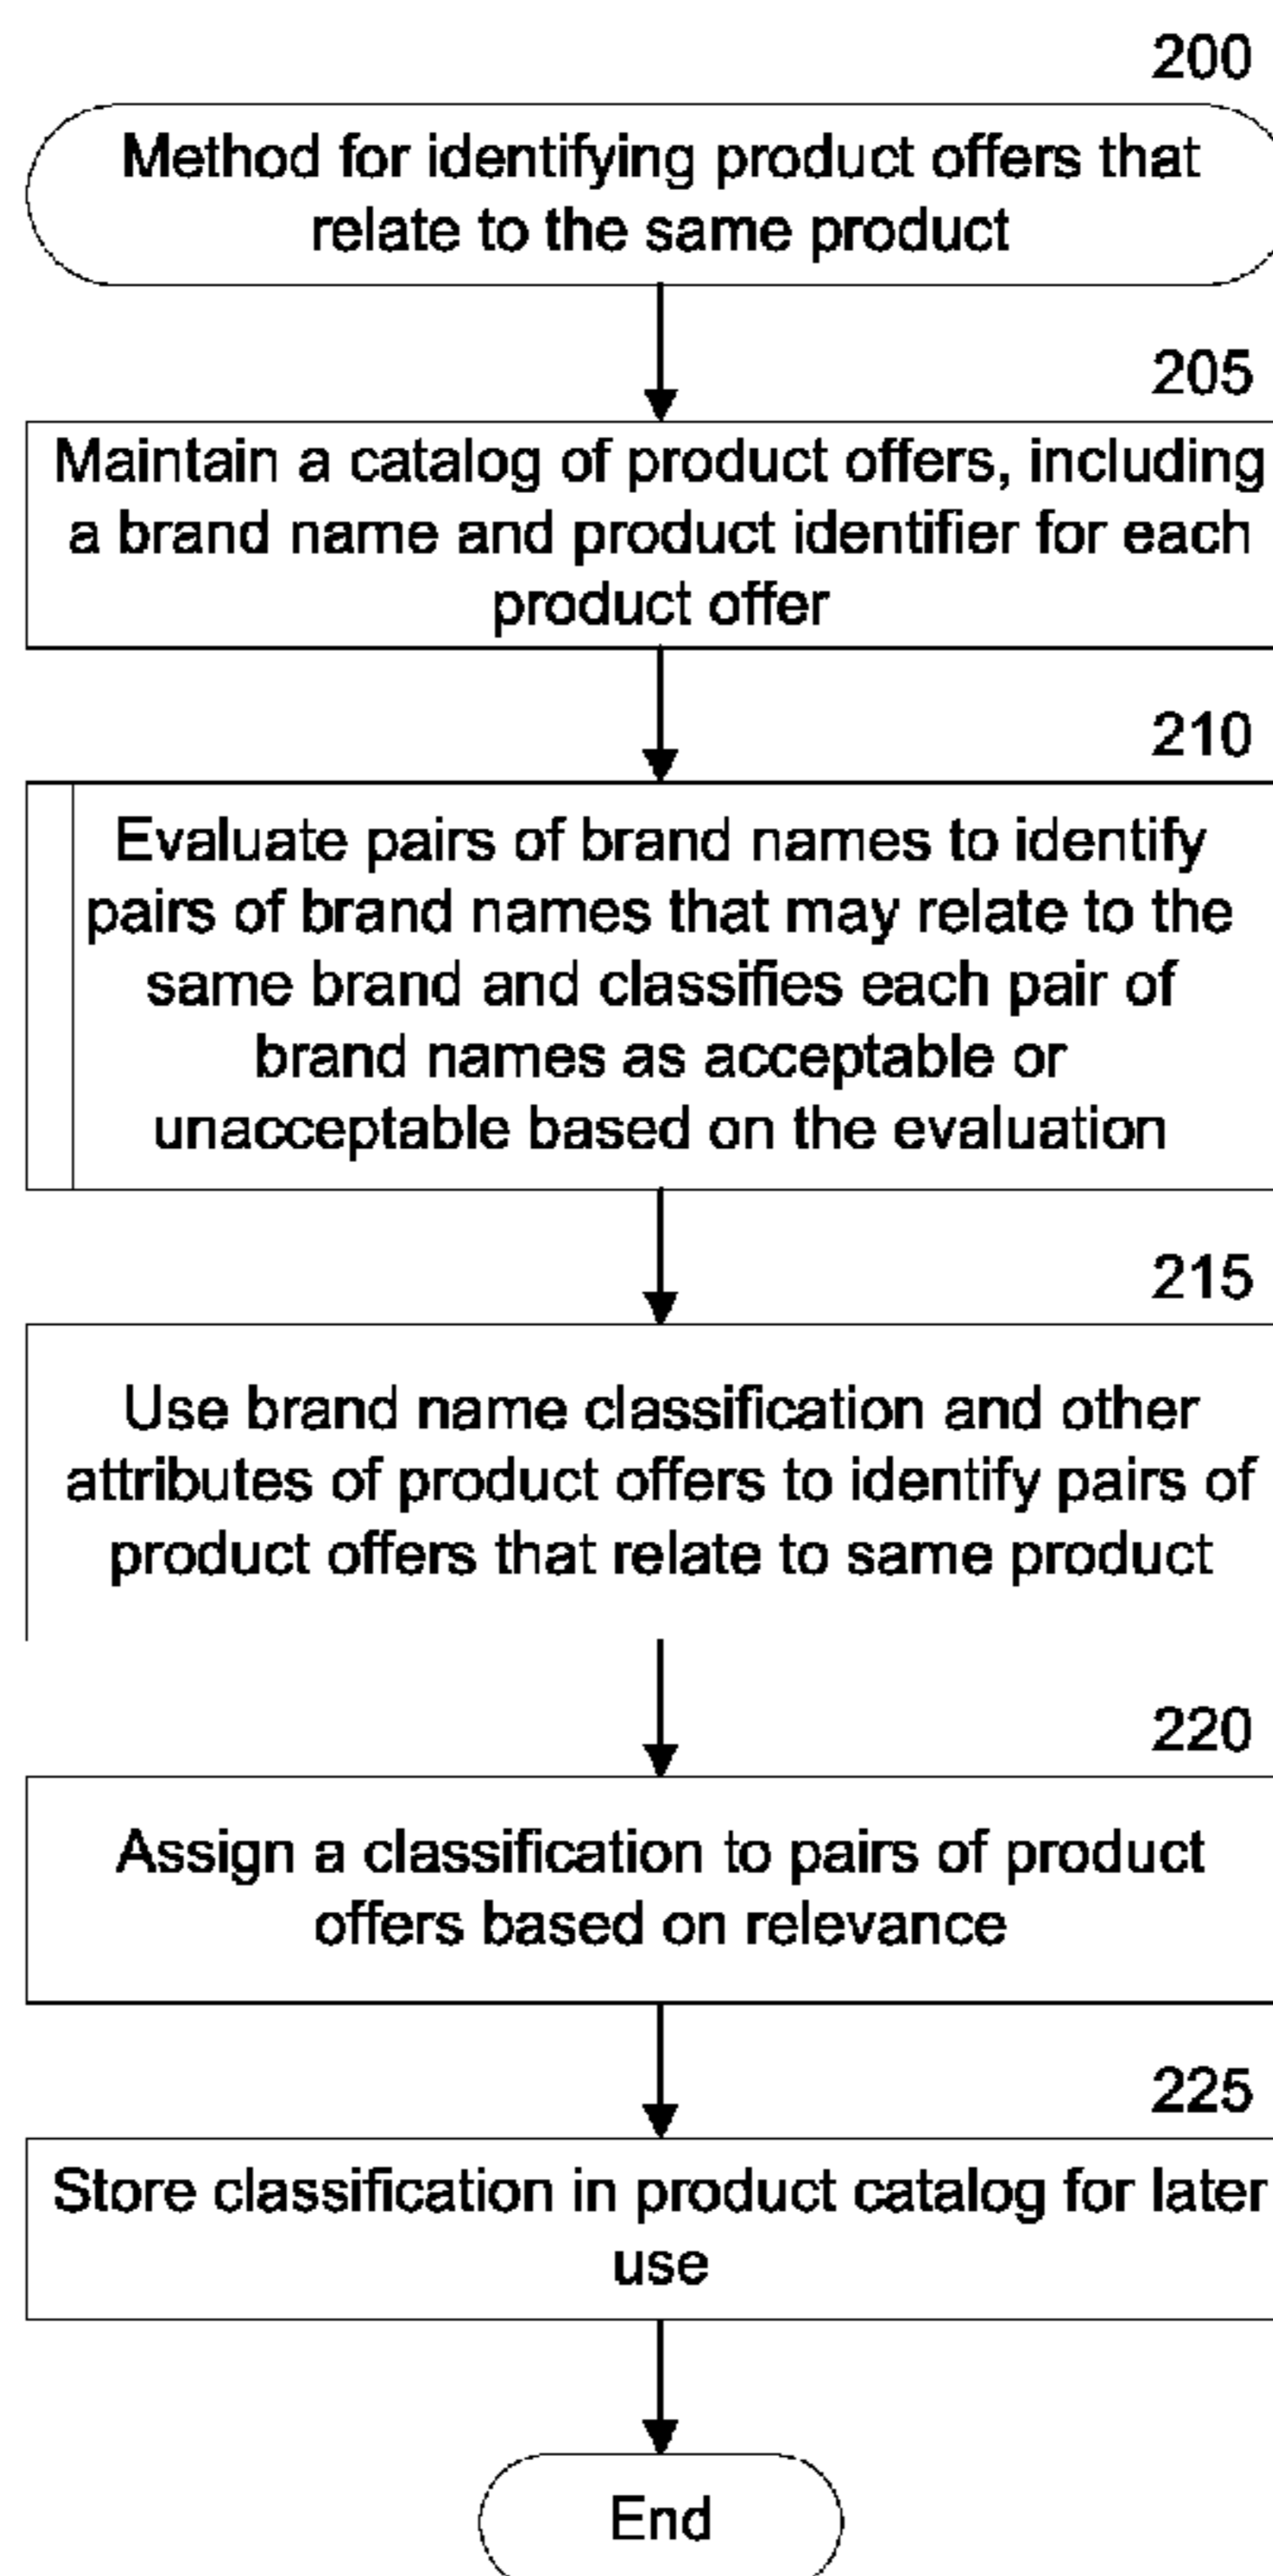 200
Method for identifying product offers that
relate to the same product
205
Maintain a catalog of product offers, including
a brand name and product identifier for each
product offer
210
Evaluate pairs of brand names to identify
pairs of brand names that may relate to the
same brand and classifies each pair of
brand names as acceptable or
unacceptable based on the evaluation
215
Use brand name classification and other
attributes of product offers to identify pairs of
product offers that relate to same product
220
Assign a classification to pairs of product
offers based on relevance
225
Store classification in product catalog for later
use
End